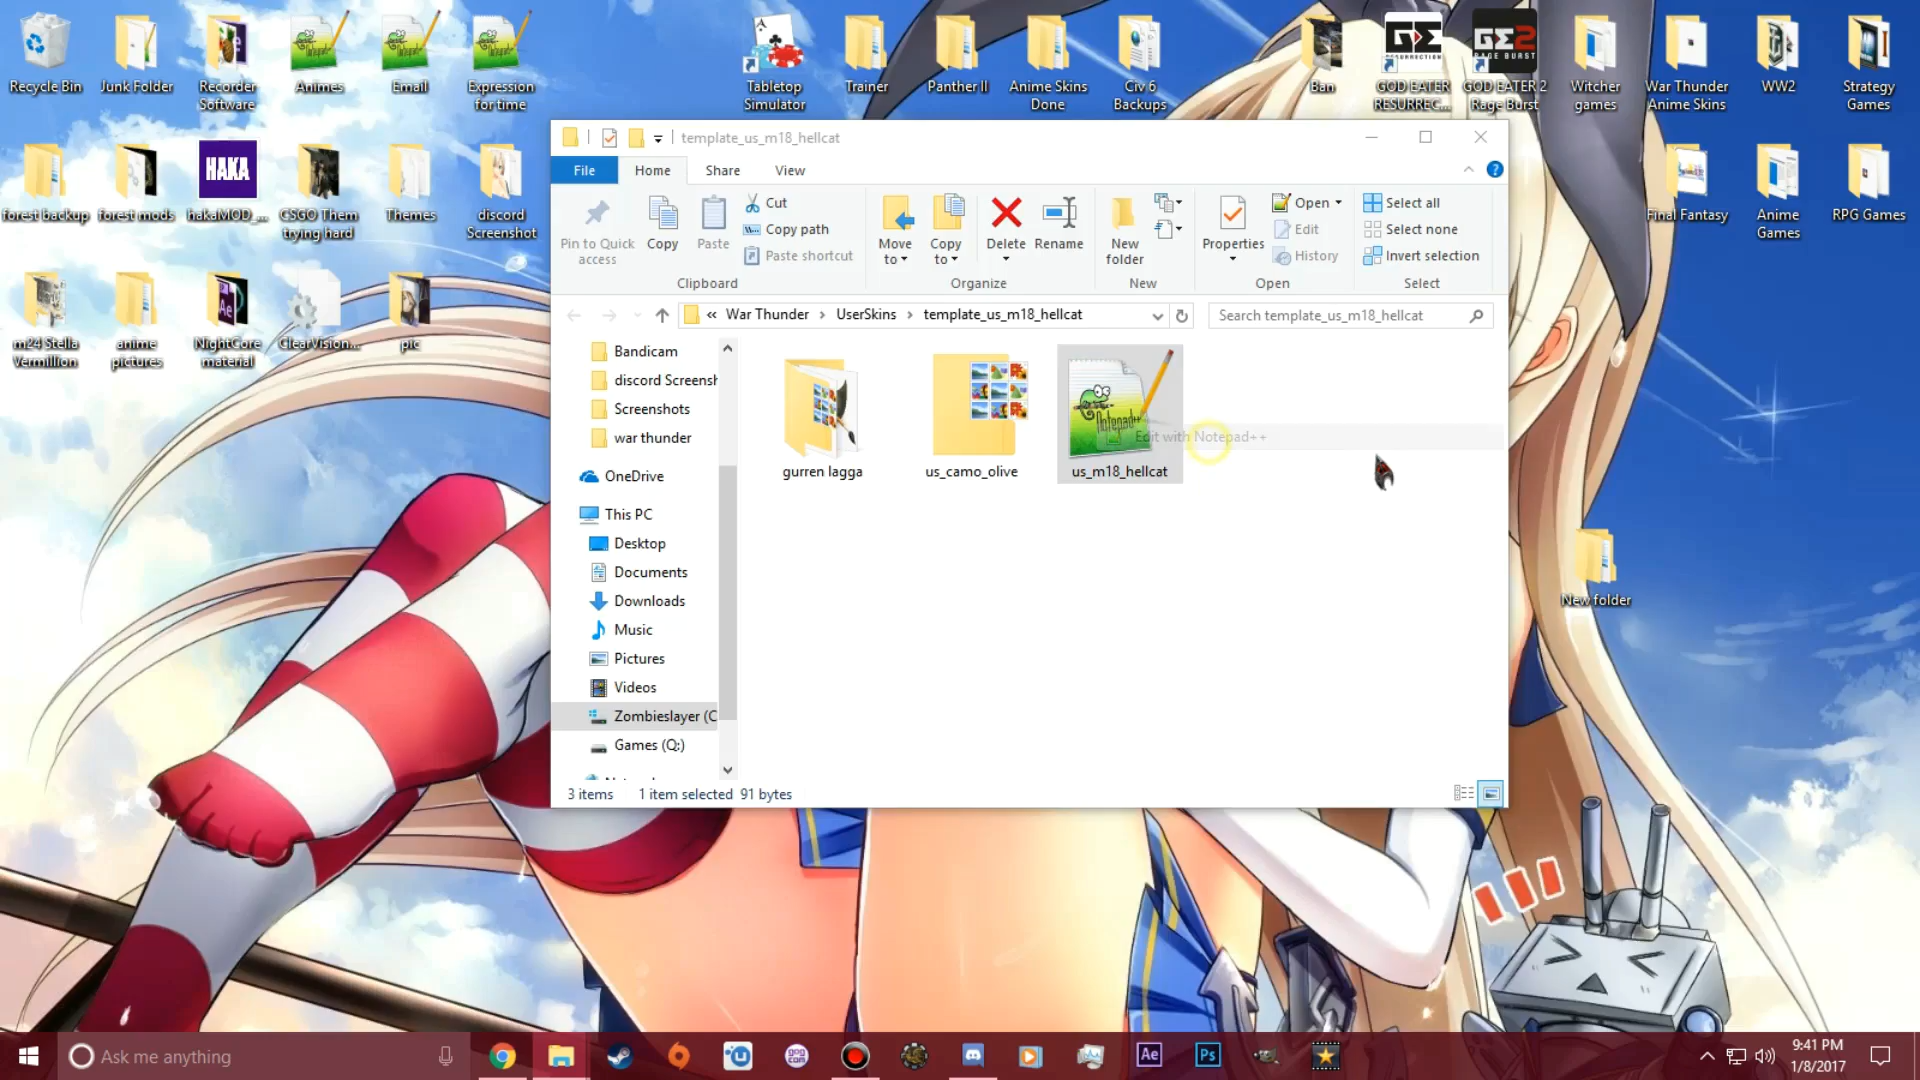 Recycle Bin
Junk Folder
Recorder
Software
Animes
Email
Expression
for time
Tabletop
Simulator
Trainer
Panther II
Anime Skins
Done
Civ 6
Backups
Ban
GOD EATER
RESURREC...
GOD EATER 2
Rage Burst
Witcher
games
War Thunder
Anime Skins
WW2
Strategy
Games
forest backup
forest mods
HAKA
hakaMOD_...
CSGO Them
trying hard
Themes
discord
Screenshot
Final Fantasy
Anime
Games
RPG Games
m24 Stella
Vermillion
anime
pictures
NightCore
material
ClearVision...
pic
New folder
template_us_m18_hellcat
File
Home
Share
View
Pin to Quick
access
Copy
Paste
Cut
Copy path
Paste shortcut
Clipboard
Move
to
Copy
to
Delete
Rename
Organize
New
folder
New
Properties
Open
Edit
History
Open
Select all
Select none
Invert selection
Select
« War Thunder › UserSkins › template_us_m18_hellcat
Search template_us_m18_hellcat
Bandicam
discord Screensh
Screenshots
war thunder
OneDrive
This PC
Desktop
Documents
Downloads
Music
Pictures
Videos
Zombieslayer (C
Games (Q:)
gurren lagga
us_camo_olive
us_m18_hellcat
Edit with Notepad++
3 items
1 item selected 91 bytes
Ask me anything
gog.com
Ae
Ps
9:41 PM
1/8/2017